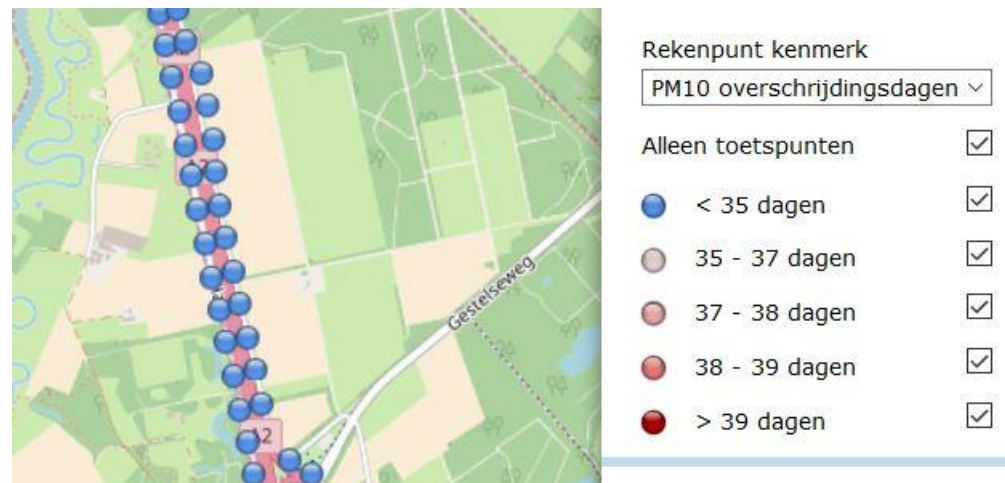 Rekenpunt kenmerk
PM10 overschrijdingsdagen
Alleen toetspunten
< 35 dagen
35 - 37 dagen
37 - 38 dagen
38 - 39 dagen
> 39 dagen
Gestelseweg
A2